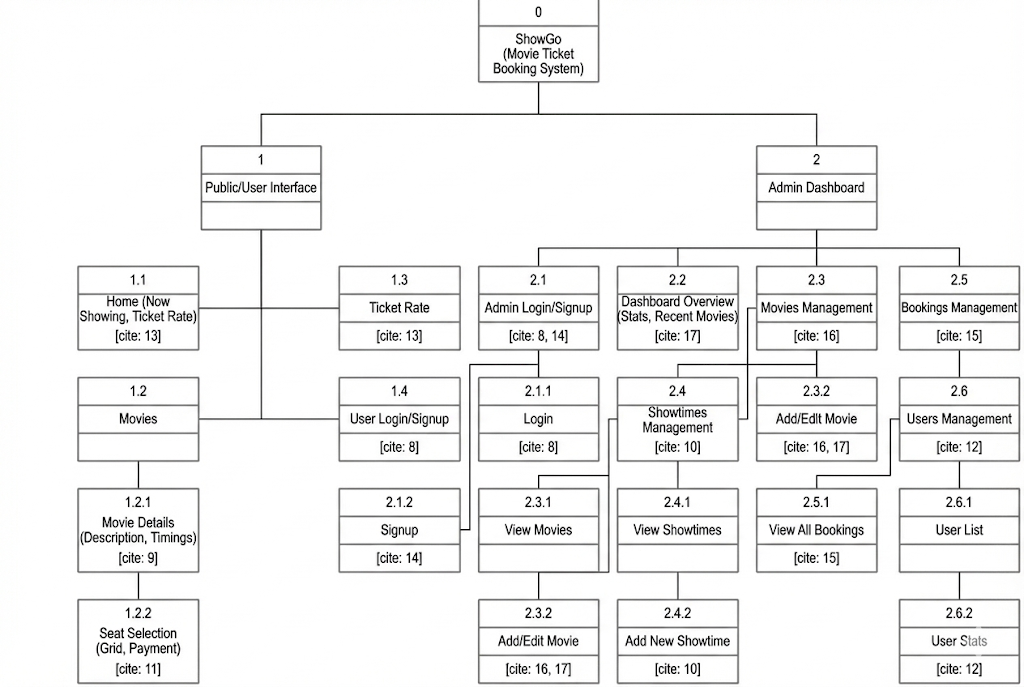 0
ShowGo
(Movie Ticket
Booking System)
1
Public/User Interface
2
Admin Dashboard
1.1
Home (Now
Showing, Ticket Rate)
[cite: 13]
1.3
Ticket Rate
[cite: 13]
2.1
Admin Login/Signup
[cite: 8, 14]
2.2
Dashboard Overview
(Stats, Recent Movies)
[cite: 17]
2.3
Movies Management
[cite: 16]
2.5
Bookings Management
[cite: 15]
1.2
Movies
1.4
User Login/Signup
[cite: 8]
2.1.1
Login
[cite: 8]
2.4
Showtimes
Management
[cite: 10]
2.3.2
Add/Edit Movie
[cite: 16, 17]
2.6
Users Management
[cite: 12]
1.2.1
Movie Details
(Description, Timings)
[cite: 9]
2.1.2
Signup
[cite: 14]
2.3.1
View Movies
2.4.1
View Showtimes
2.5.1
View All Bookings
[cite: 15]
2.6.1
User List
1.2.2
Seat Selection
(Grid, Payment)
[cite: 11]
2.3.2
Add/Edit Movie
[cite: 16, 17]
2.4.2
Add New Showtime
[cite: 10]
2.6.2
User Stats
[cite: 12]